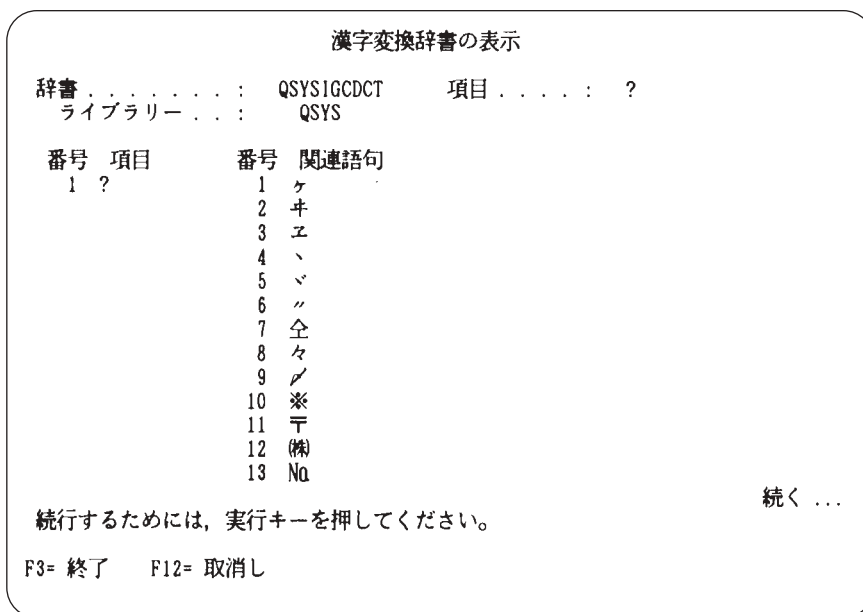 漢字変換辞書の表示
辞書 . . . . . . . : QSYSIGCDCT 項目 . . . . : ?
ライブラリー . . : QSYS
番号 項目 番号 関連語句
1 ? 1 ヶ
2 ヰ
3 ヱ
4 ヽ
5 ヾ
6 〃
7 仝
8 々
9 〆
10 ※
11 〒
12 ㈱
13 №
続く ...
続行するためには, 実行キーを押してください。
F3= 終了 F12= 取消し